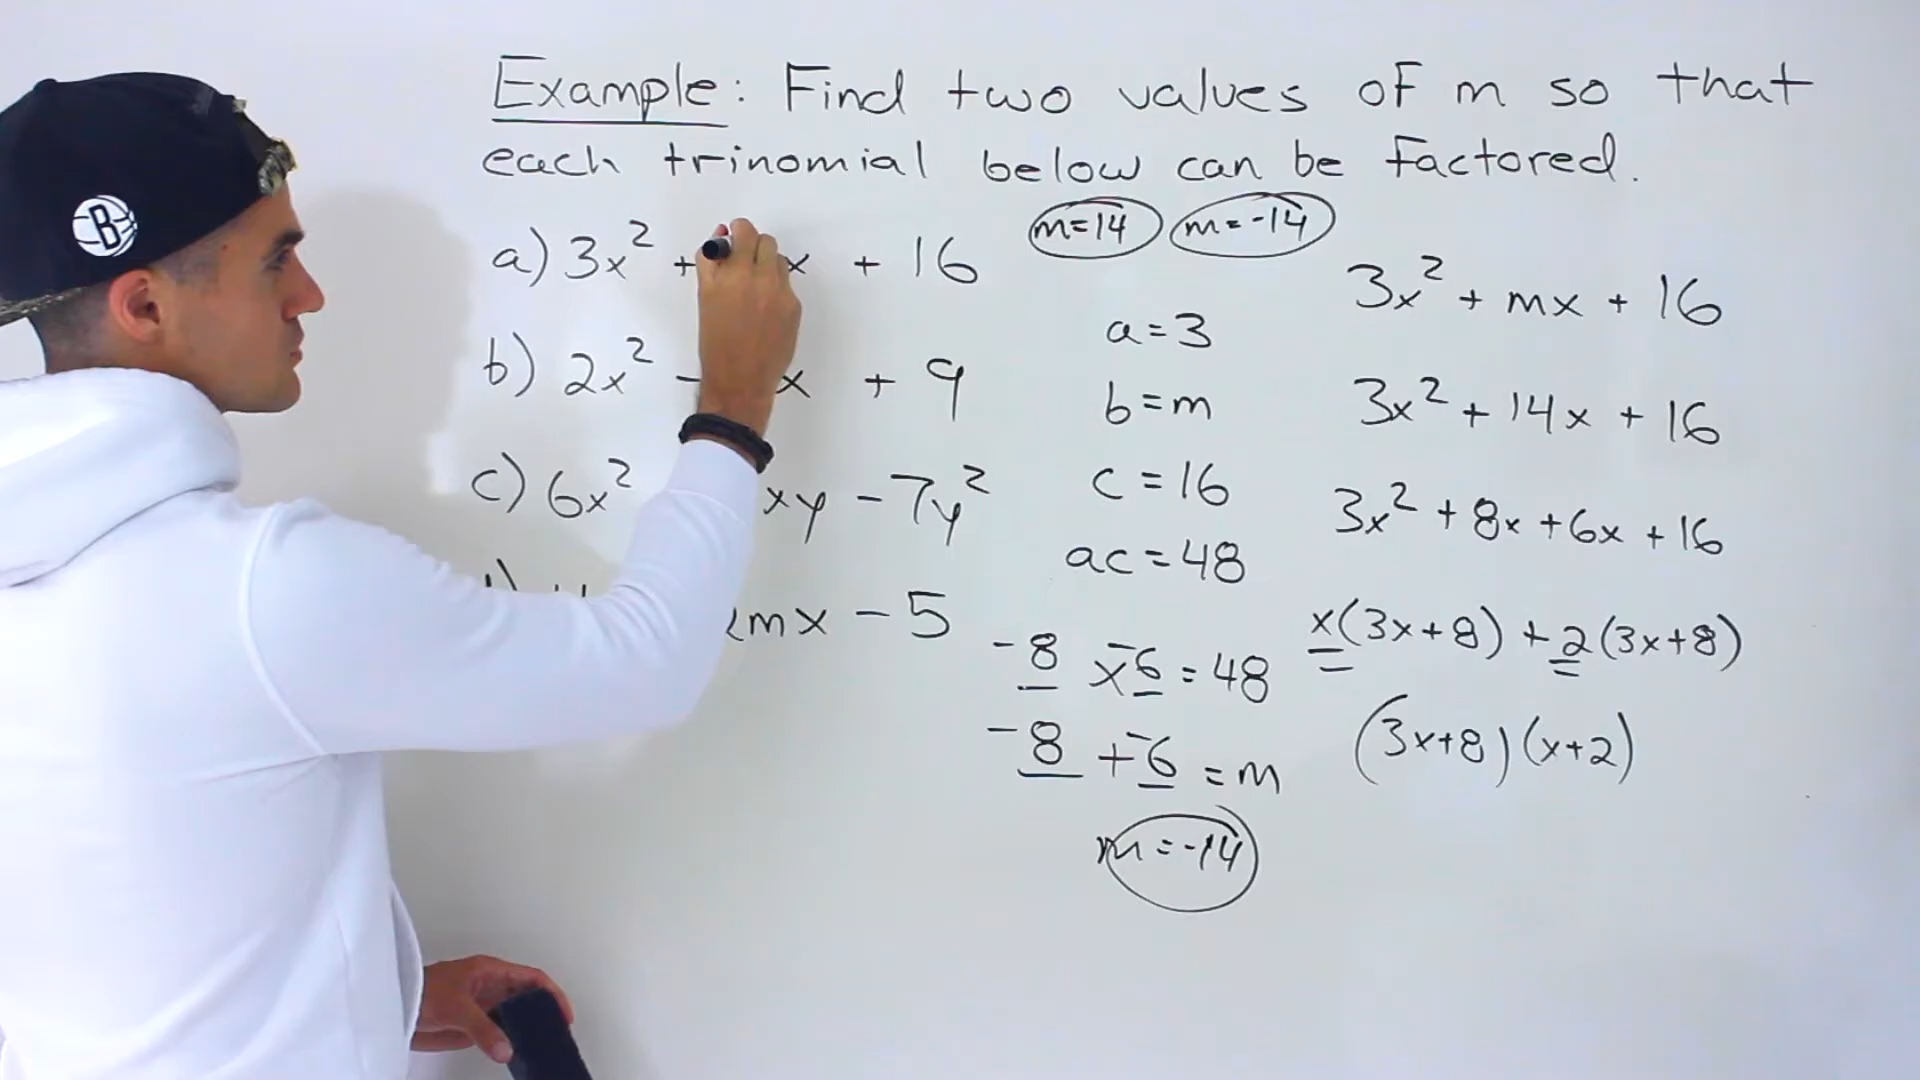 Example: Find two values of m so that
each trinomial below can be factored.
m=14 m=-14
a) 3x² + x + 16
b) 2x² - x + 9
c) 6x² xy - 7y²
2mx - 5
a=3
b=m
c=16
ac=48
-8 x -6 = 48
-8 + -6 = m
m=-14
3x² + mx + 16
3x² + 14x + 16
3x² + 8x + 6x + 16
x(3x+8) + 2(3x+8)
(3x+8)(x+2)
B